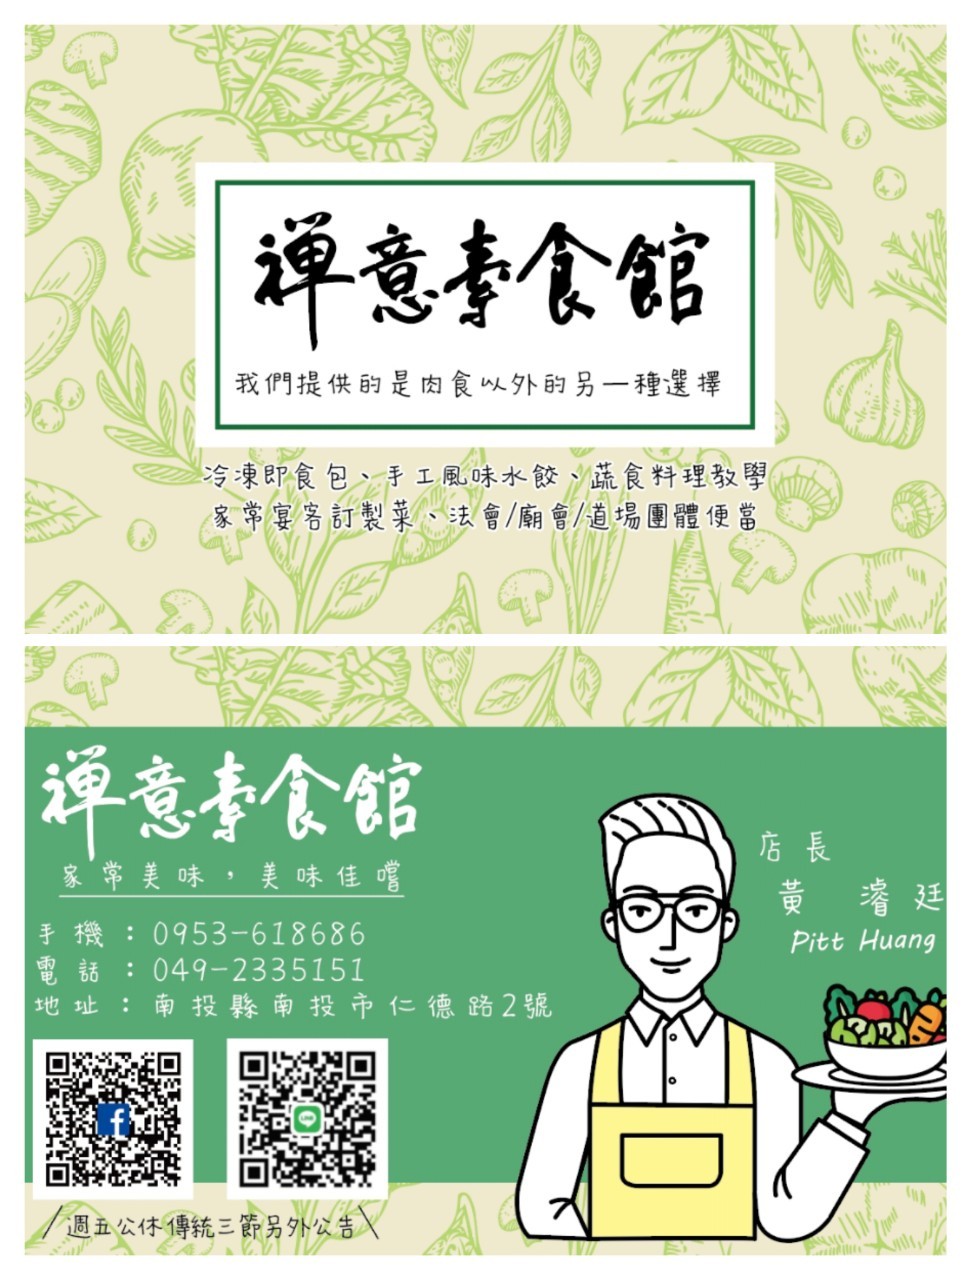 禅意素食館
我們提供的是肉食以外的另一種選擇
冷凍即食包、手工風味水餃、蔬食料理教學
家常宴客訂製菜、法會/廟會/道場團體便當
禅意素食館
家常美味，美味佳嚐
店長
黃 濬廷
Pitt Huang
手機：0953-618686
電話：049-2335151
地址：南投縣南投市仁德路2號
f
LINE
\週五公休傳統三節另外公告/